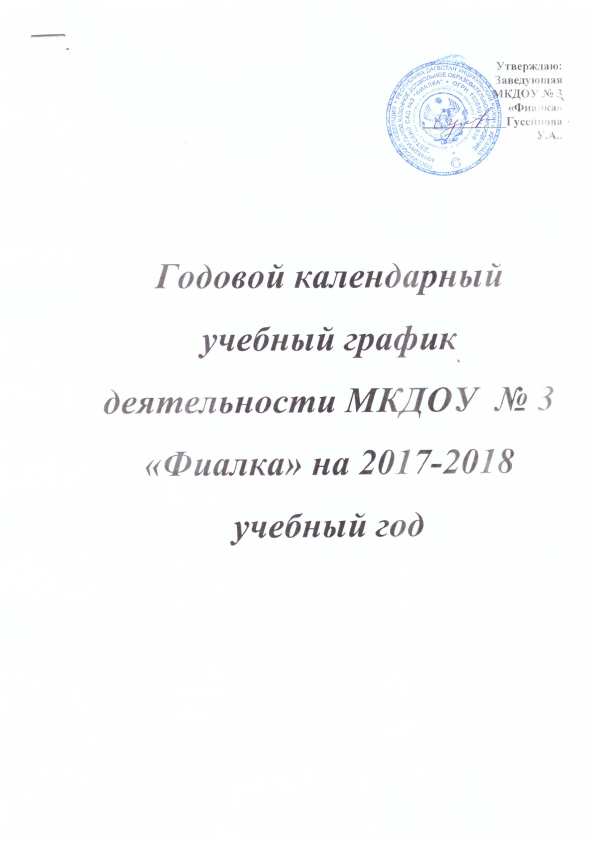 Утверждаю:
Заведующая
МКДОУ № 3
«Фиалка»
Гусейнова
У.А..
Годовой календарный
учебный график
деятельности МКДОУ № 3
«Фиалка» на 2017-2018
учебный год